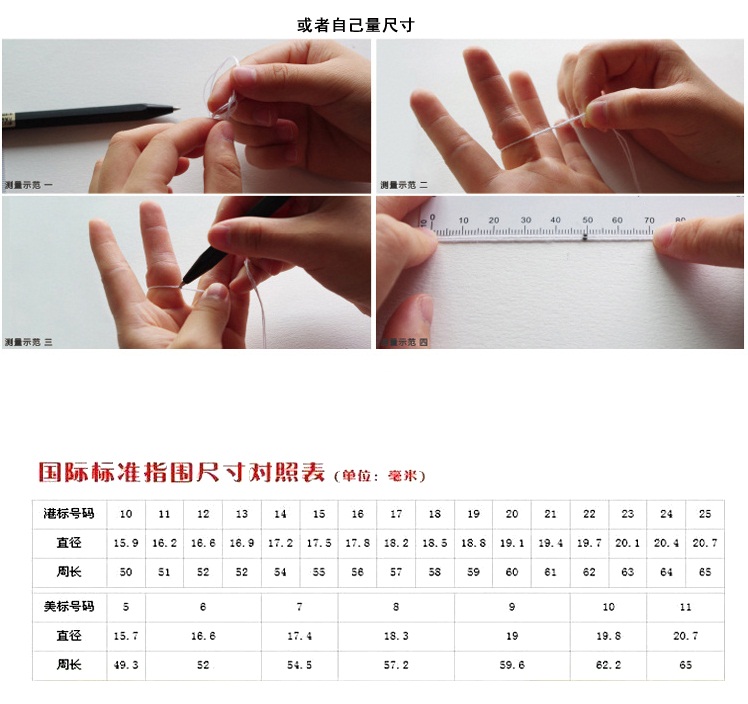 或者自己量尺寸
测量示范 一
测量示范 二
测量示范 三
0 10 20 30 40 50 60 70 80
测量示范 四
国际标准指围尺寸对照表(单位:毫米)
港标号码 10 11 12 13 14 15 16 17 18 19 20 21 22 23 24 25
直径 15.9 16.2 16.6 16.9 17.2 17.5 17.8 18.2 18.5 18.8 19.1 19.4 19.7 20.1 20.4 20.7
周长 50 51 52 52 54 55 56 57 58 59 60 61 62 63 64 65
美标号码 5 6 7 8 9 10 11
直径 15.7 16.6 17.4 18.3 19 19.8 20.7
周长 49.3 52 54.5 57.2 59.6 62.2 65